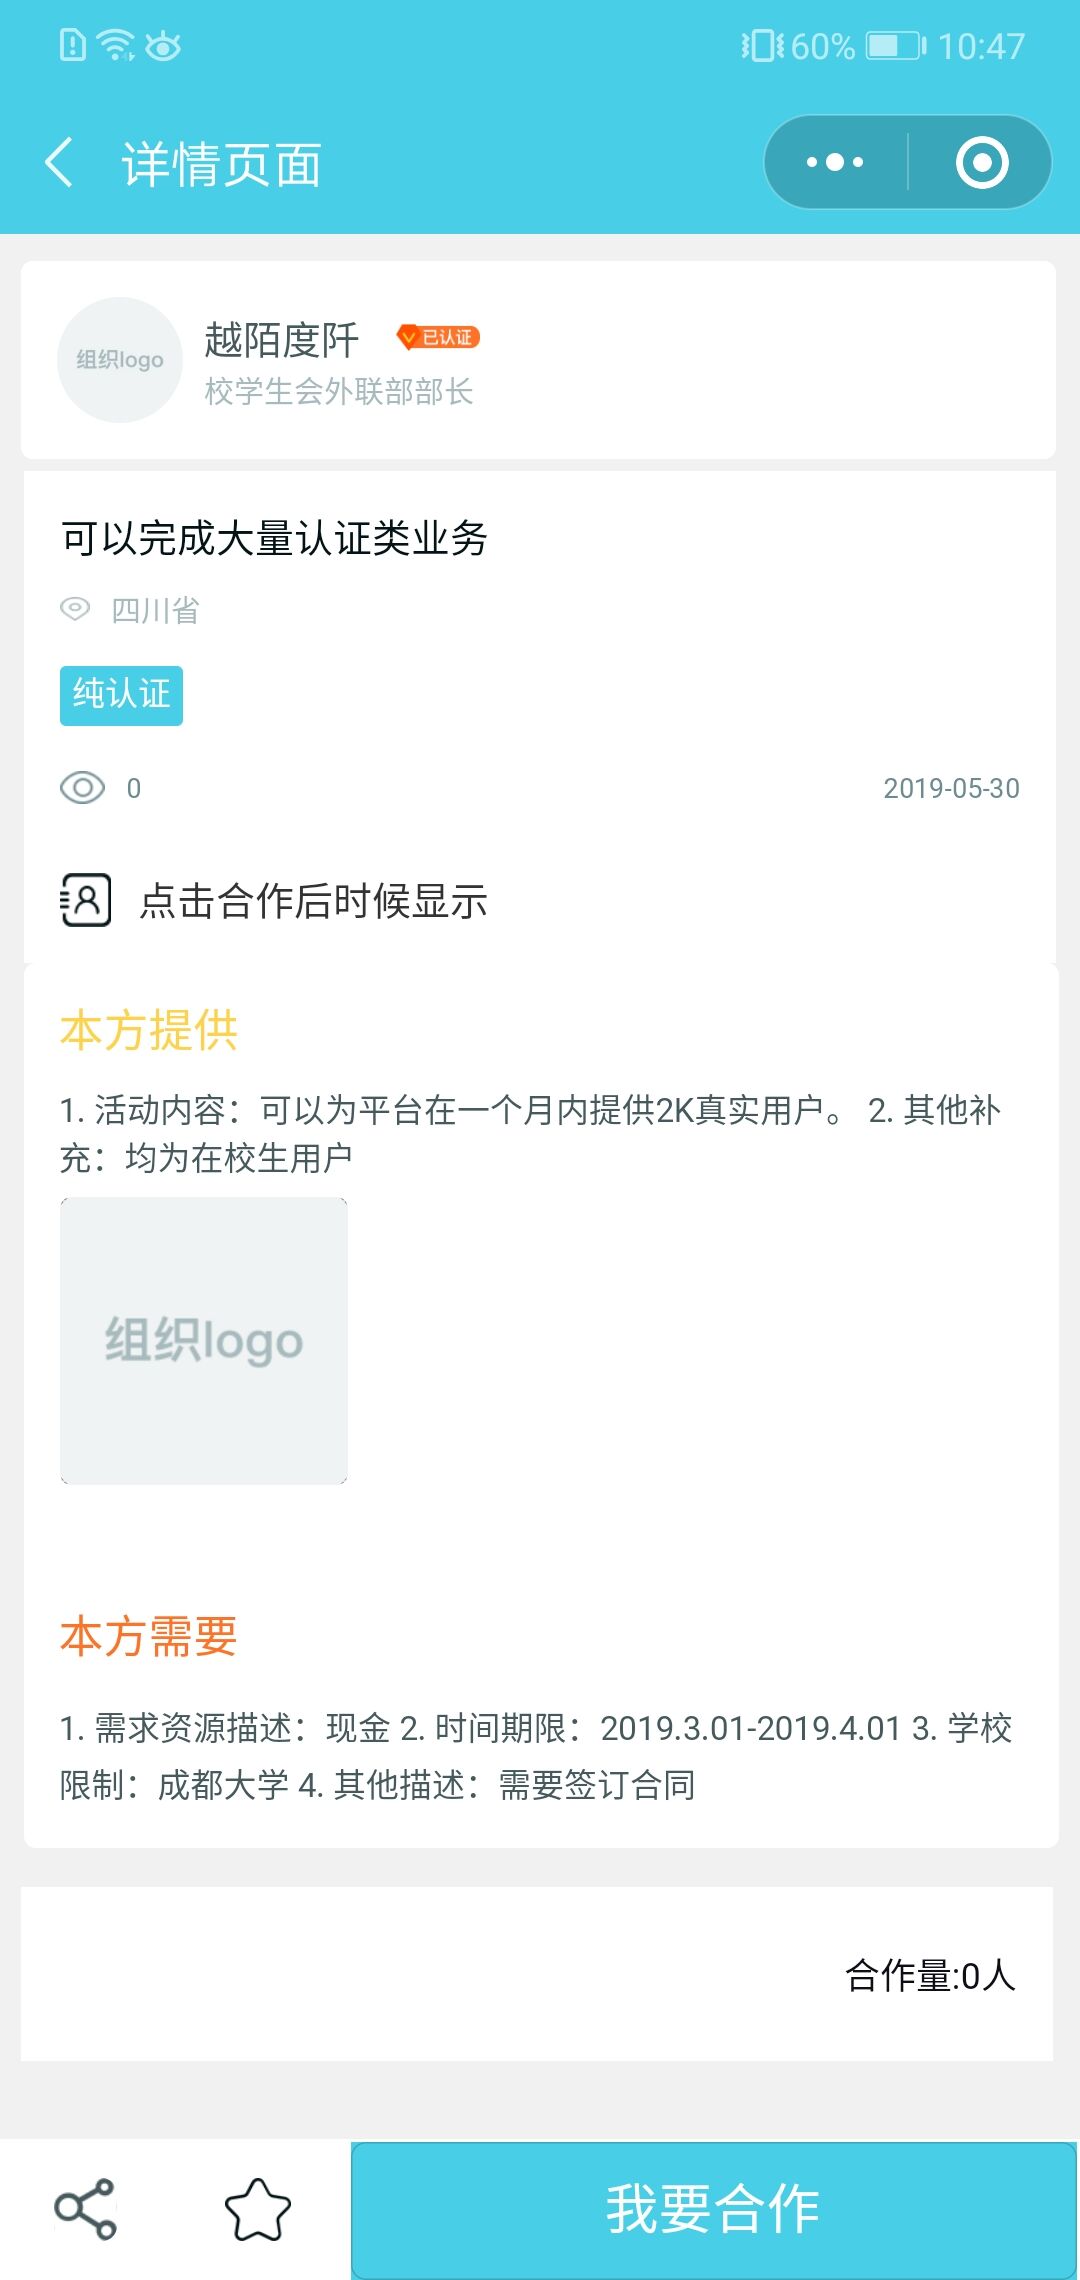 60% 10:47
详情页面
组织logo
越陌度阡 已认证
校学生会外联部部长
可以完成大量认证类业务
四川省
纯认证
0 2019-05-30
点击合作后时候显示
本方提供
1. 活动内容：可以为平台在一个月内提供2K真实用户。 2. 其他补
充：均为在校生用户
组织logo
本方需要
1. 需求资源描述：现金 2. 时间期限：2019.3.01-2019.4.01 3. 学校
限制：成都大学 4. 其他描述：需要签订合同
合作量:0人
我要合作